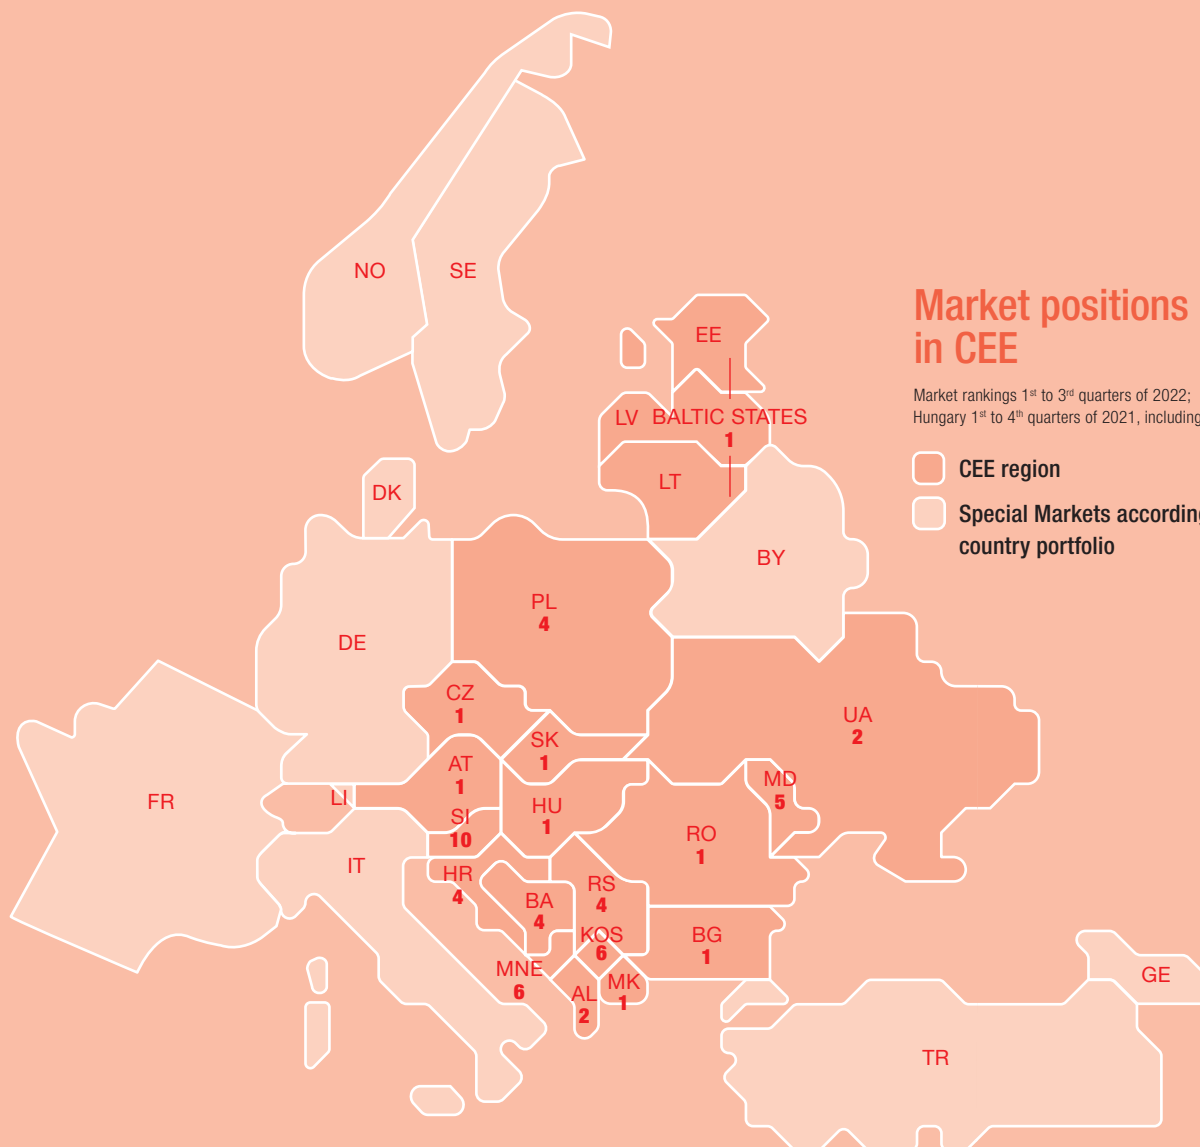 NO
SE
Market positions
in CEE
EE
Market rankings 1st to 3rd quarters of 2022;
Hungary 1st to 4th quarters of 2021, including
LV
BALTIC STATES
1
CEE region
LT
DK
Special Markets according
country portfolio
BY
PL
4
DE
CZ
1
UA
2
SK
1
AT
1
MD
5
LI
FR
HU
1
SI
10
RO
1
IT
HR
4
RS
4
BA
4
KOS
6
BG
1
MNE
6
MK
1
AL
2
GE
TR